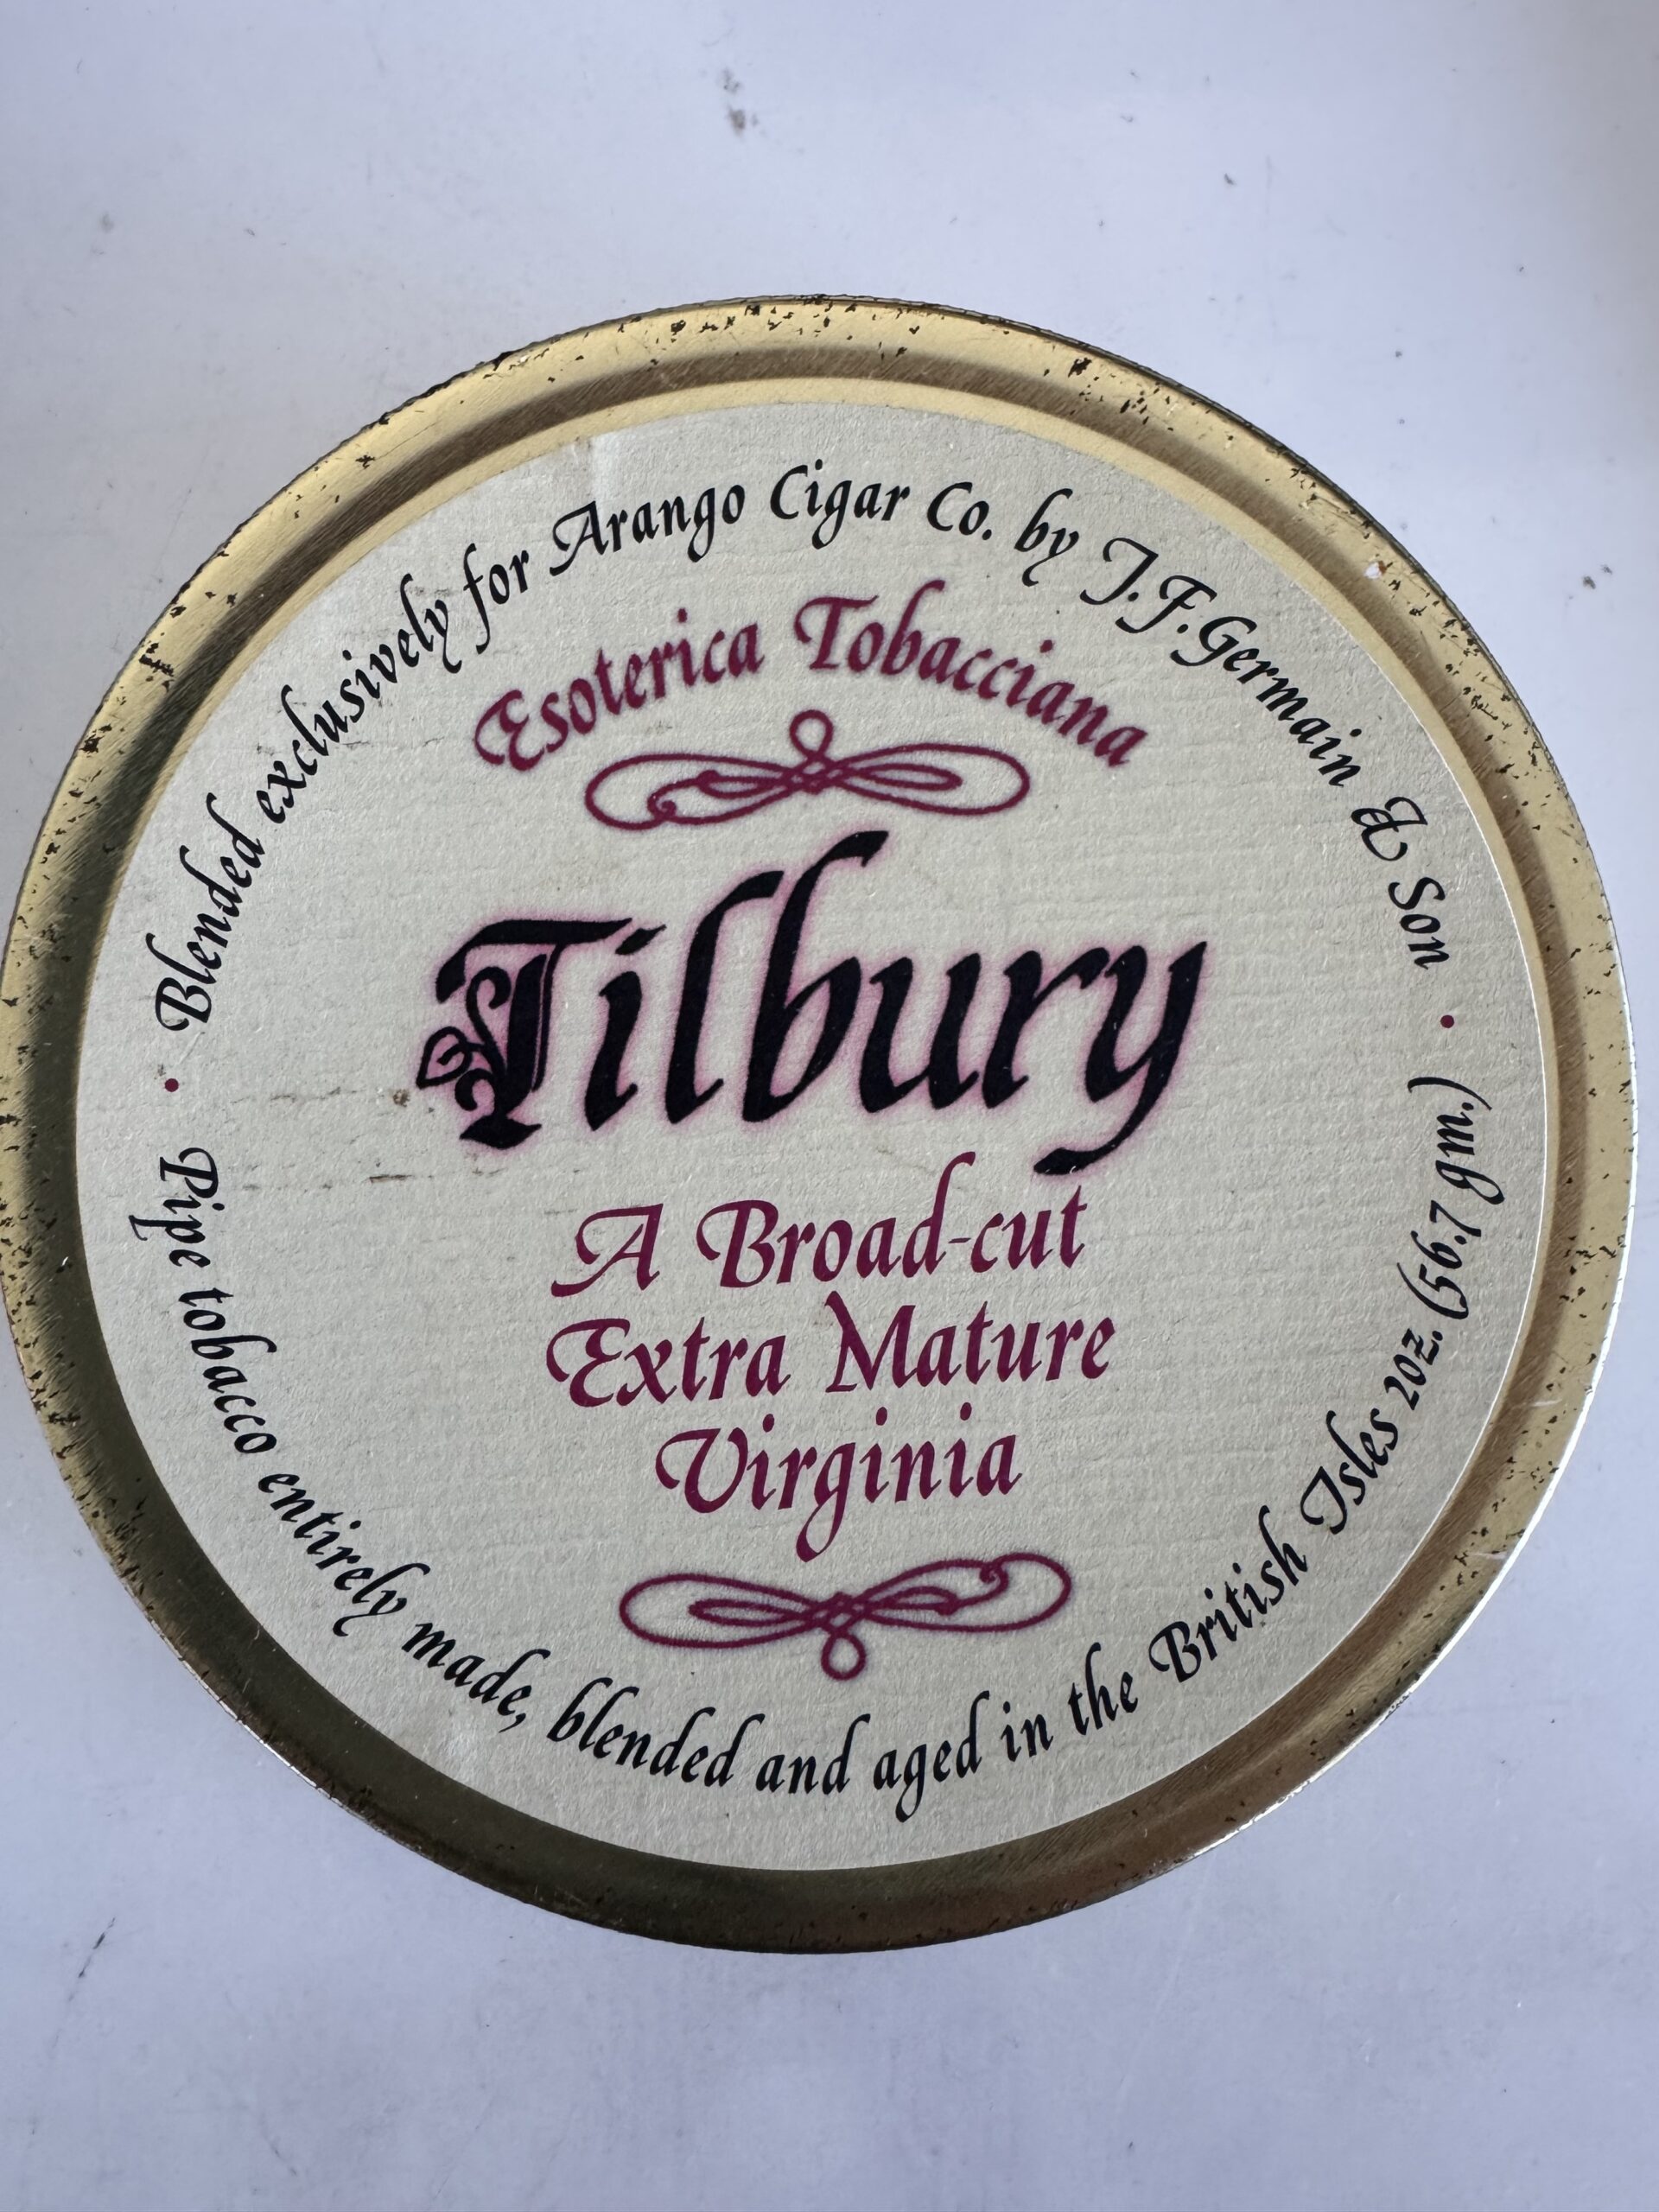 Blended exclusively for Arango Cigar Co. by J.F.Germain & Son
Esoterica Tobacciana
Tilbury
A Broad-cut
Extra Mature
Virginia
Pipe tobacco entirely made, blended and aged in the British Isles 2oz. (56.7 gm.)